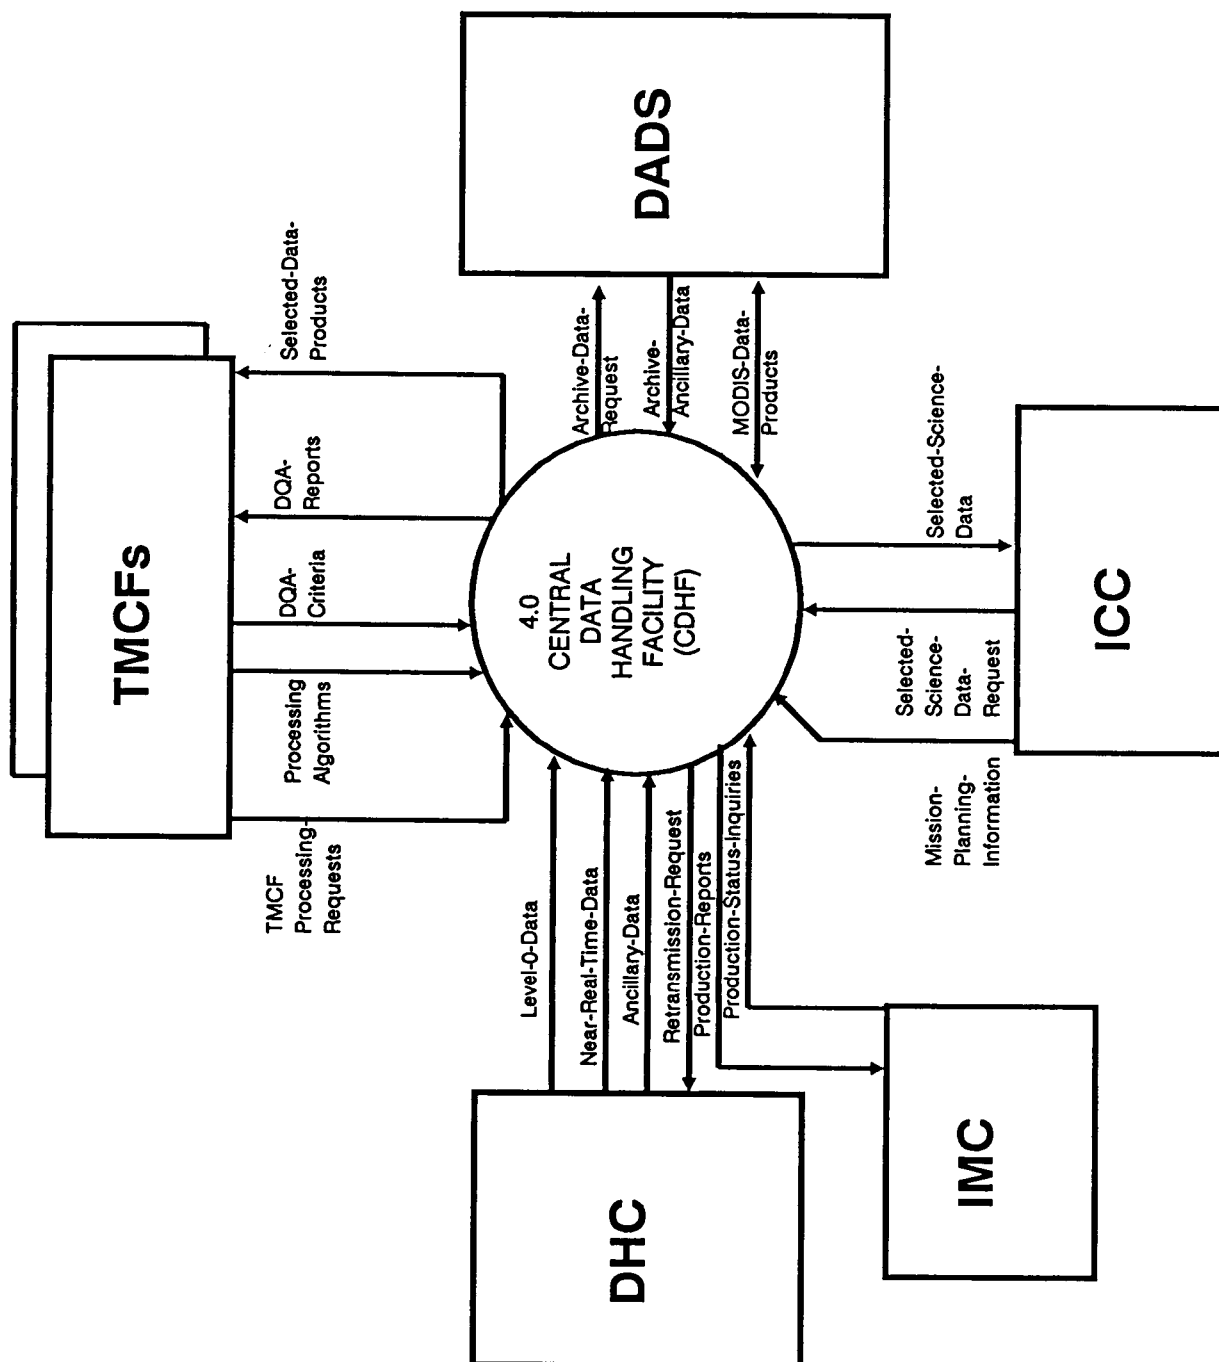 TMCFs
TMCF
Processing-
Requests
Processing
Algorithms
DQA-
Criteria
DQA-
Reports
Selected-Data-
Products
DHC
Level-0-Data
Near-Real-Time-Data
Ancillary-Data
Retransmission-Request
Production-Reports
Production-Status-Inquiries
4.0
CENTRAL
DATA
HANDLING
FACILITY
(CDHF)
Archive-Data-
Request
Archive-
Ancillary-Data
MODIS-Data-
Products
DADS
IMC
Mission-
Planning-
Information
Selected-
Science-
Data-
Request
Selected-Science-
Data
ICC